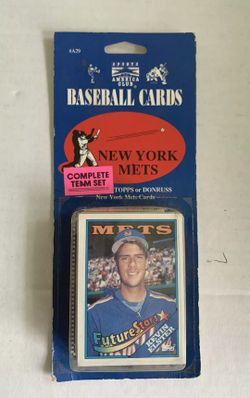 #A29
SPORTS
AMERICA
CLUB
BASEBALL CARDS
NEW YORK
METS
COMPLETE
TEAM SET
TOPPS or DONRUSS
New York Mets Cards
METS
Future Stars
KEVIN
ELSTER